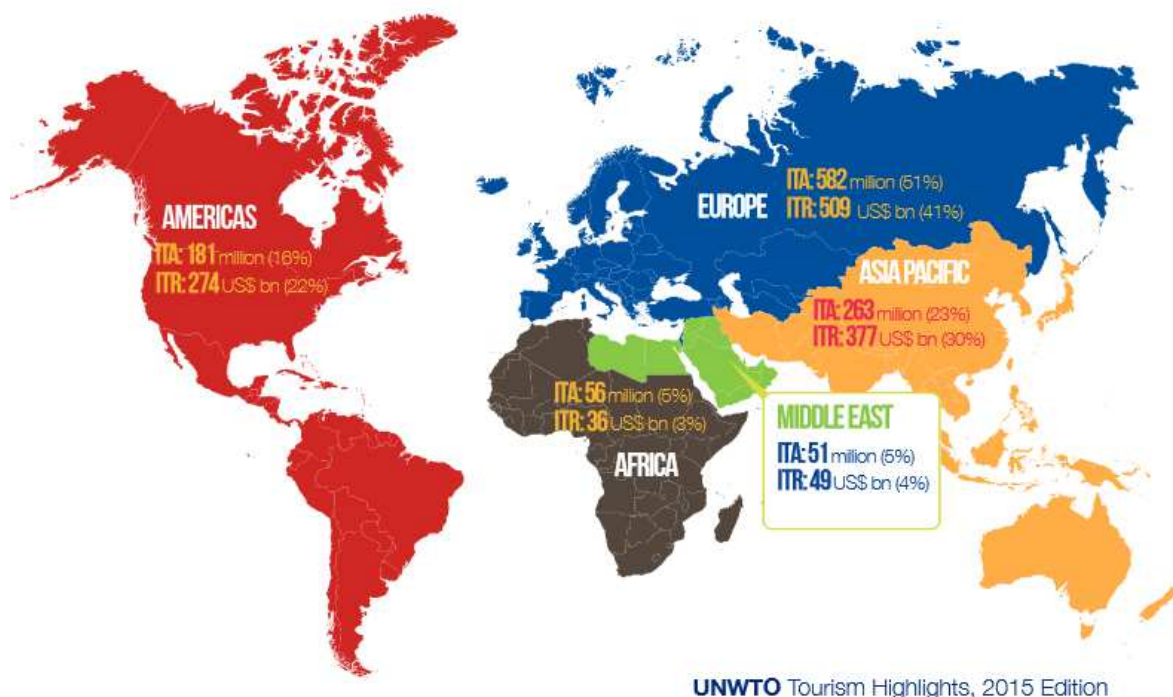 AMERICAS
ITA: 181 million (16%)
ITR: 274 US$ bn (22%)
EUROPE
ITA: 582 million (51%)
ITR: 509 US$ bn (41%)
ASIA PACIFIC
ITA: 263 million (23%)
ITR: 377 US$ bn (30%)
ITA: 56 million (5%)
ITR: 36 US$ bn (3%)
AFRICA
MIDDLE EAST
ITA: 51 million (5%)
ITR: 49 US$ bn (4%)
UNWTO Tourism Highlights, 2015 Edition